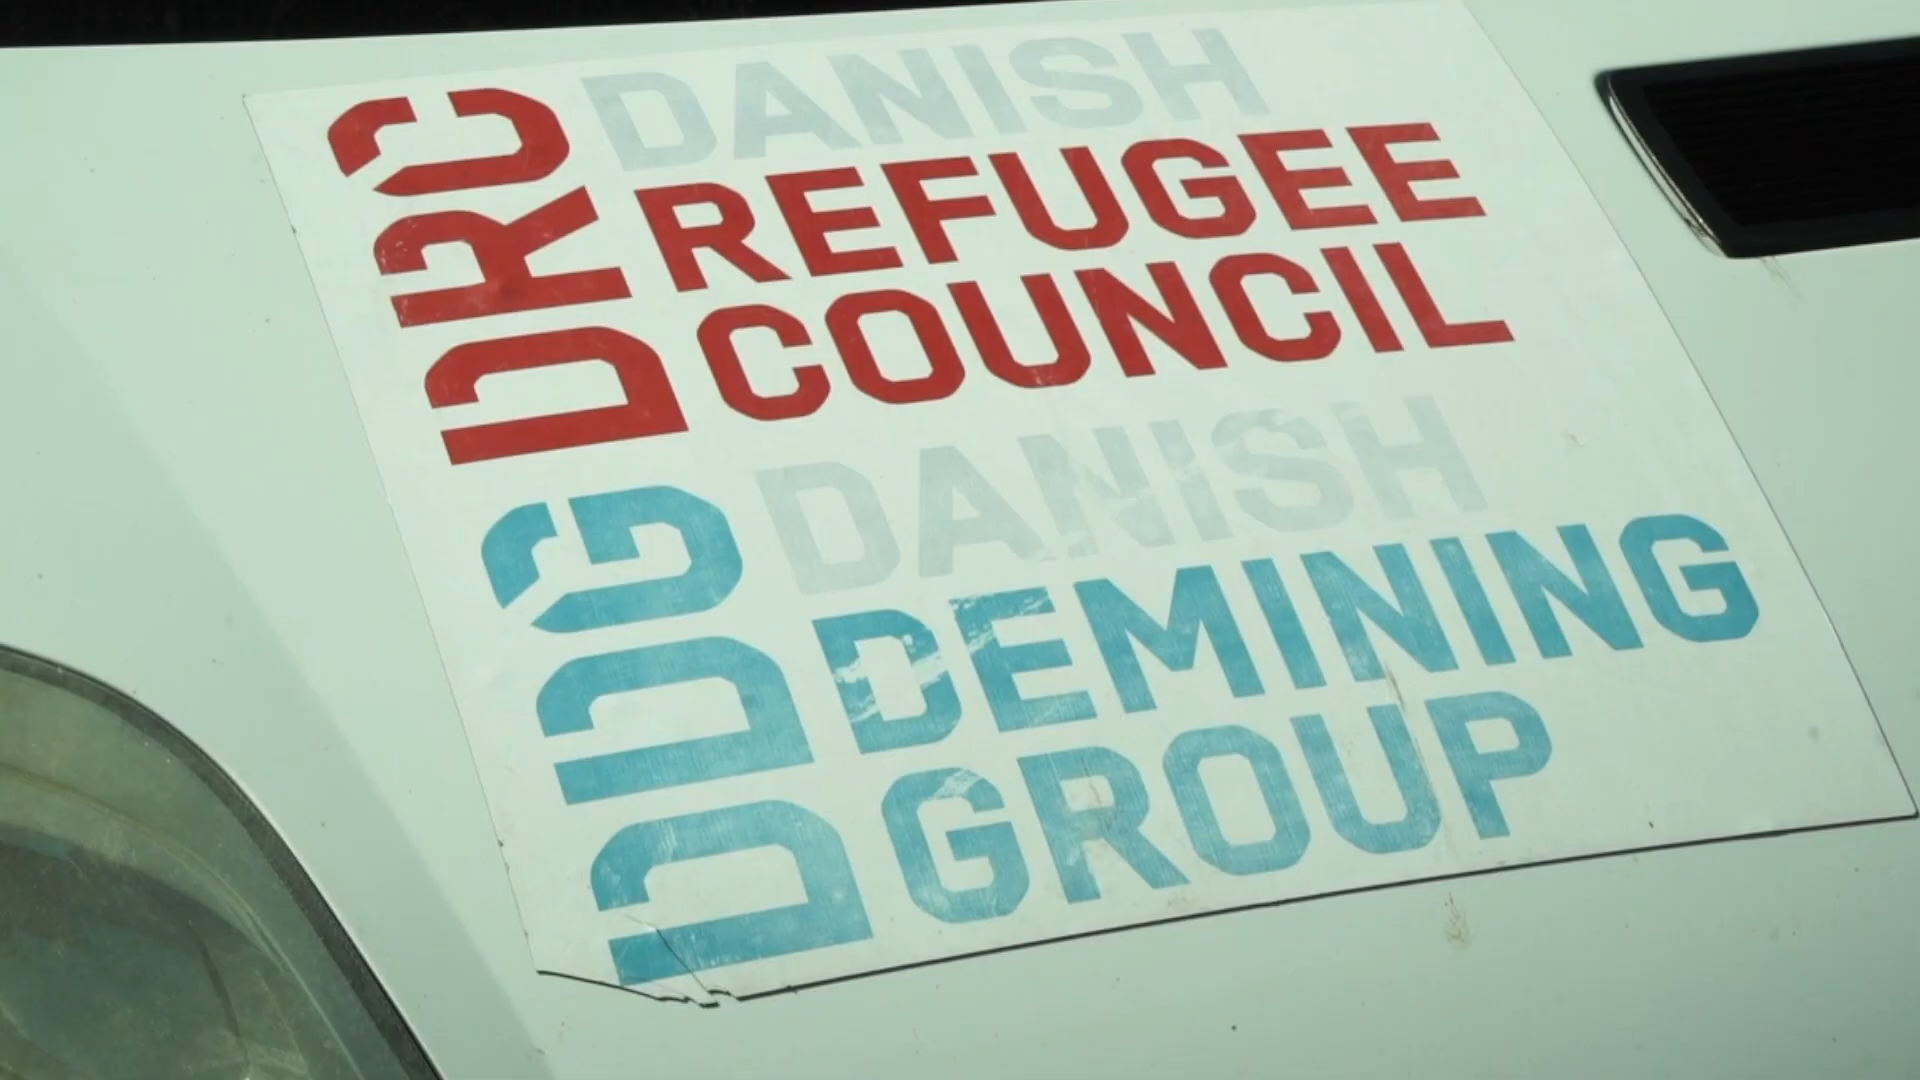 DRC
DANISH
REFUGEE
COUNCIL
DDG
DANISH
DEMINING
GROUP